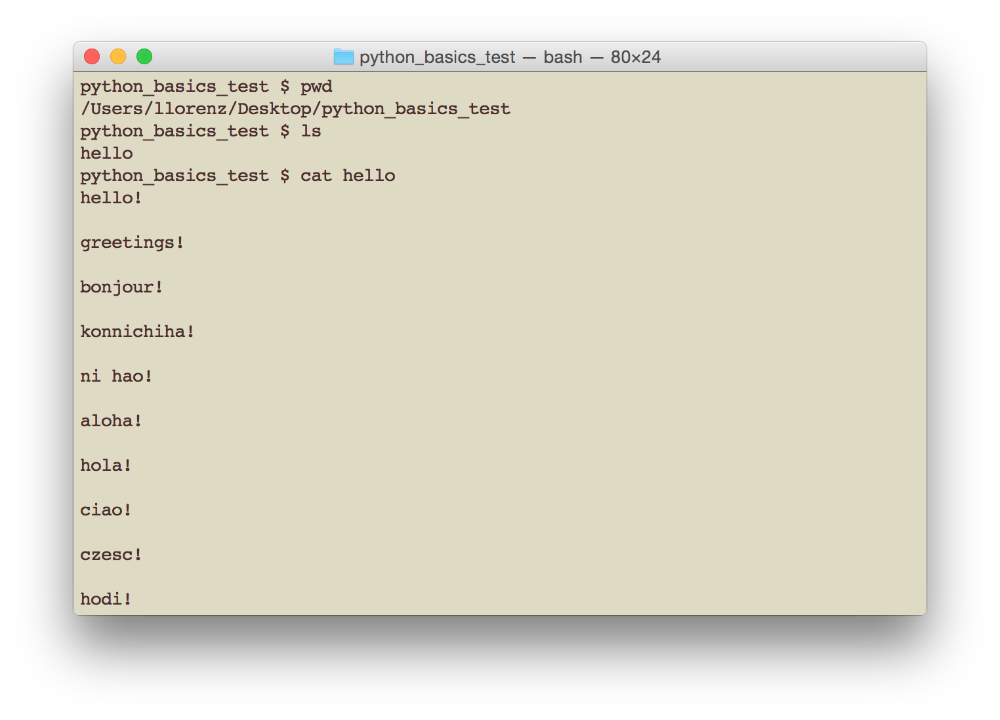 python_basics_test — bash — 80×24
python_basics_test $ pwd
/Users/llorenz/Desktop/python_basics_test
python_basics_test $ ls
hello
python_basics_test $ cat hello
hello!
greetings!
bonjour!
konnichiha!
ni hao!
aloha!
hola!
ciao!
czesc!
hodi!